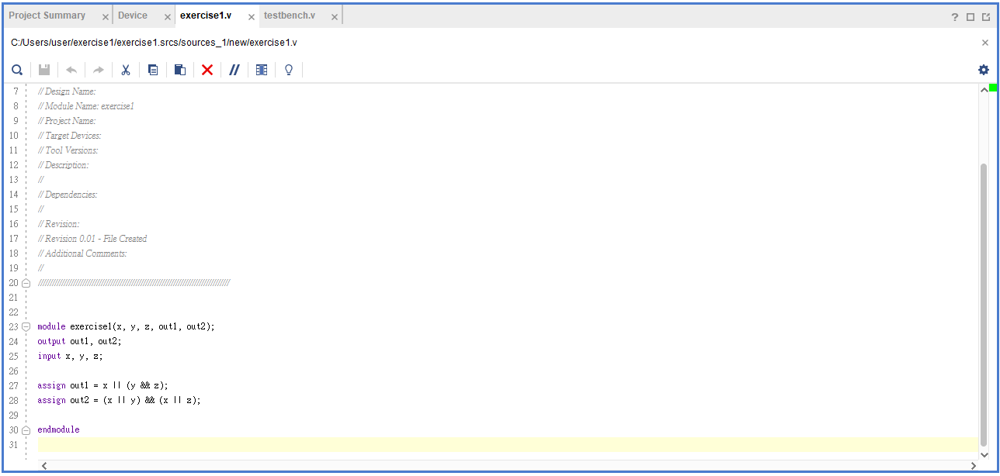 Project Summary × Device × exercise1.v × testbench.v × ?
C:/Users/user/exercise1/exercise1.srcs/sources_1/new/exercise1.v ×
//
7 // Design Name:
8 // Module Name: exercise1
9 // Project Name:
10 // Target Devices:
11 // Tool Versions:
12 // Description:
13 //
14 // Dependencies:
15 //
16 // Revision:
17 // Revision 0.01 - File Created
18 // Additional Comments:
19 //
20 ////////////////////////////////////////////////////////////////////////////////
21
22
23 module exercise1(x, y, z, out1, out2);
24 output out1, out2;
25 input x, y, z;
26
27 assign out1 = x || (y && z);
28 assign out2 = (x || y) && (x || z);
29
30 endmodule
31